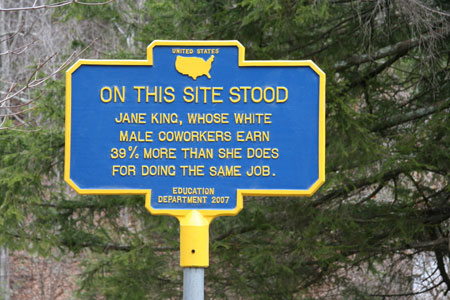 UNITED STATES
ON THIS SITE STOOD
JANE KING, WHOSE WHITE
MALE COWORKERS EARN
39% MORE THAN SHE DOES
FOR DOING THE SAME JOB.
EDUCATION
DEPARTMENT 2007